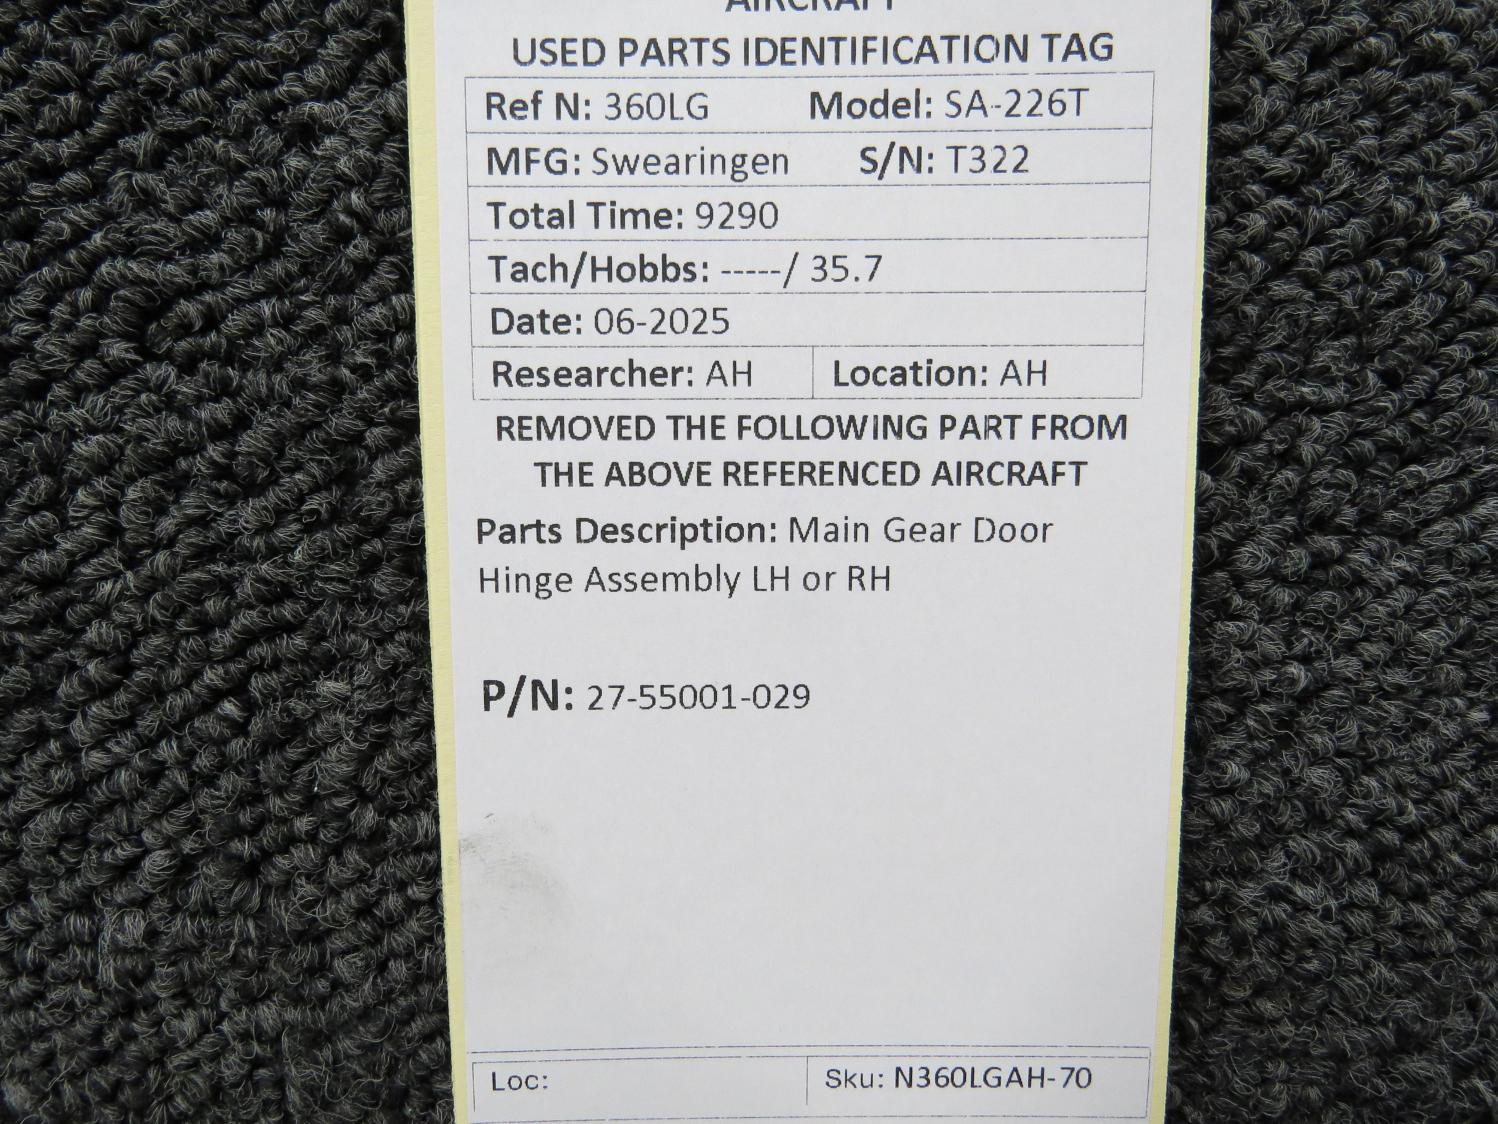 AIRCRAFT
USED PARTS IDENTIFICATION TAG
Ref N: 360LG Model: SA-226T
MFG: Swearingen S/N: T322
Total Time: 9290
Tach/Hobbs: -----/ 35.7
Date: 06-2025
Researcher: AH Location: AH
REMOVED THE FOLLOWING PART FROM
THE ABOVE REFERENCED AIRCRAFT
Parts Description: Main Gear Door
Hinge Assembly LH or RH
P/N: 27-55001-029
Loc: Sku: N360LGAH-70